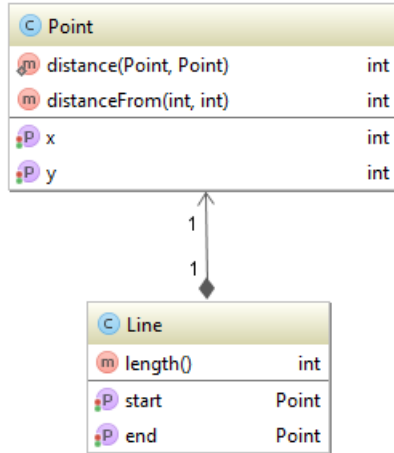 C Point
m distance(Point, Point) int
m distanceFrom(int, int) int
P x int
P y int
1
1
C Line
m length() int
P start Point
P end Point